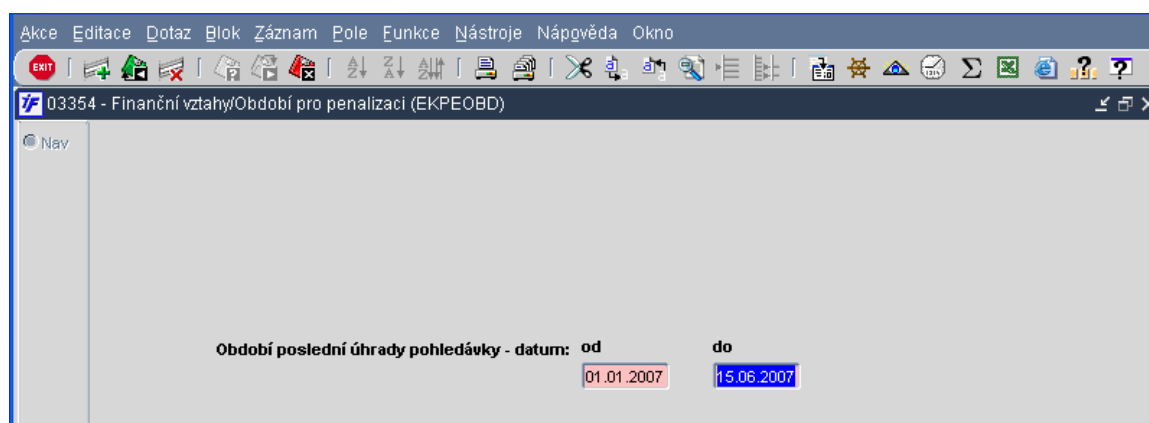 Akce Editace Dotaz Blok Záznam Pole Funkce Nástroje Nápověda Okno
EXIT
03354 - Finanční vztahy/Období pro penalizaci (EKPEOBD)
Nav
Období poslední úhrady pohledávky - datum: od do
01.01.2007 15.06.2007